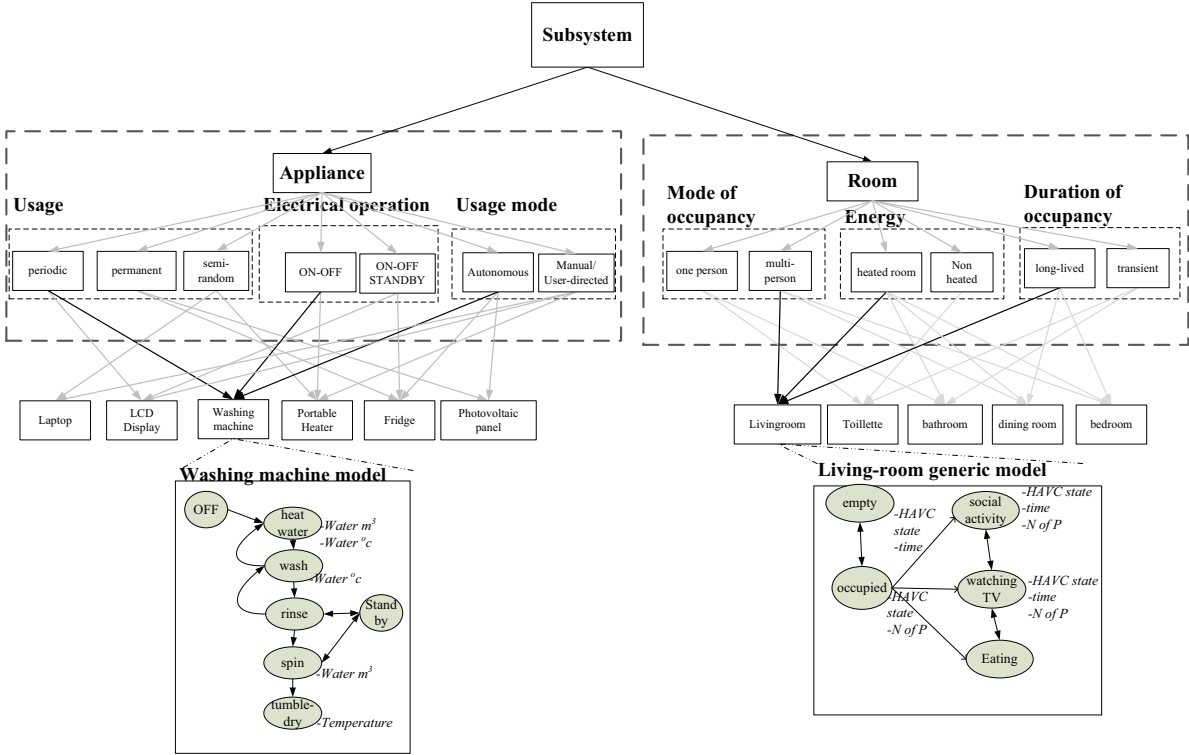 Subsystem
Appliance
Usage
Electrical operation
Usage mode
periodic
permanent
semi-
random
ON-OFF
ON-OFF
STANDBY
Autonomous
Manual/
User-directed
Room
Mode of
occupancy
Energy
Duration of
occupancy
one person
multi-
person
heated room
Non
heated
long-lived
transient
Laptop
LCD
Display
Washing
machine
Portable
Heater
Fridge
Photovoltaic
panel
Livingroom
Toillette
bathroom
dining room
bedroom
Washing machine model
OFF
heat
water
-Water m³
-Water °c
wash
-Water °c
rinse
Stand
by
spin
-Water m³
tumble-
dry
-Temperature
Living-room generic model
empty
-HAVC
state
-time
social
activity
-HAVC state
-time
-N of P
occupied
-HAVC
state
-N of P
watching
TV
-HAVC state
-time
-N of P
Eating